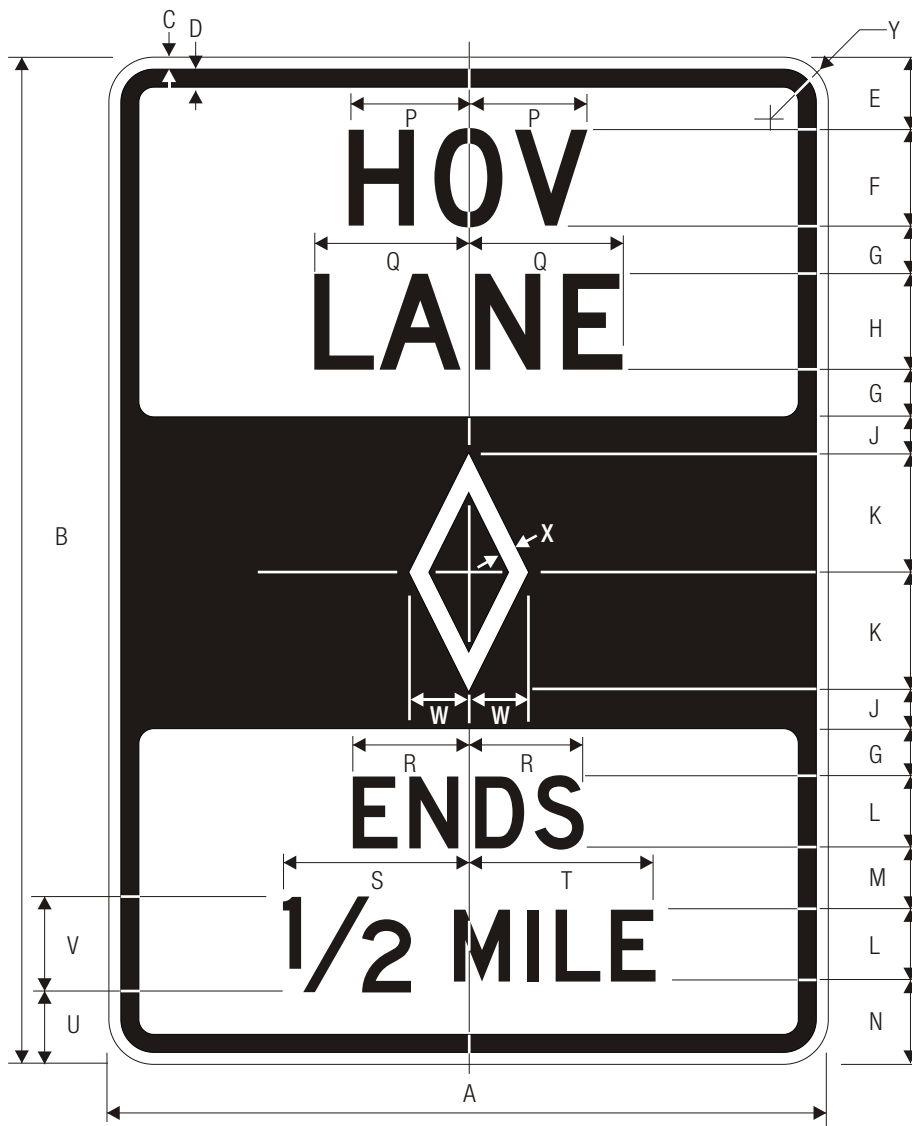 C D Y
P P E
HOV F
Q Q G
LANE H
G
J
B X K
K
W W J
R R G
ENDS L
S T M
V 1/2 MILE L
U N
A